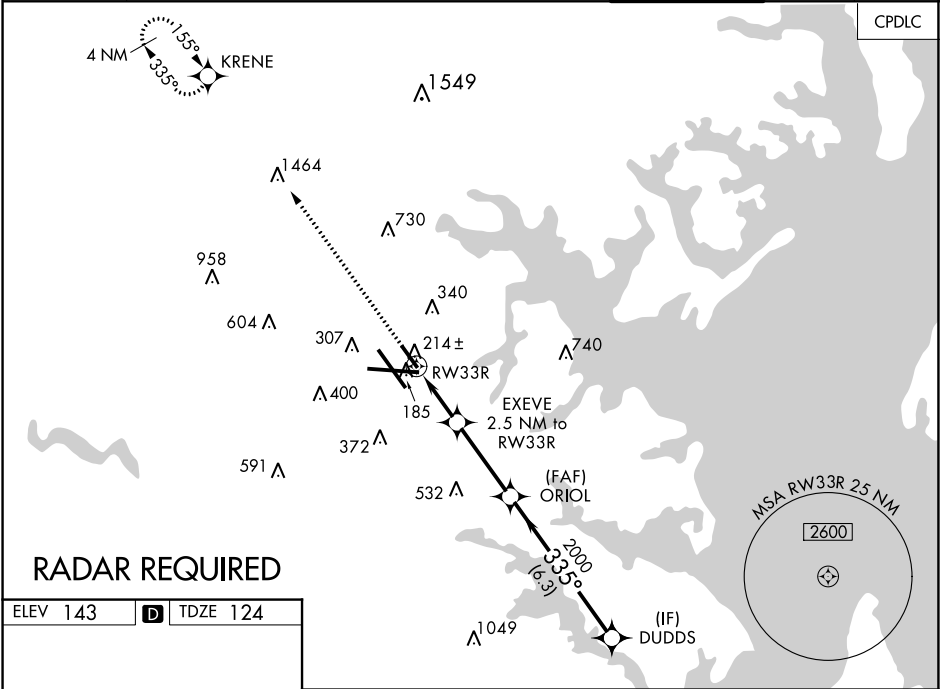 CPDLC
4 NM
155°
335°
KRENE
1549
1464
730
958
340
604
307
214±
740
RW33R
400
185
EXEVE
2.5 NM to
RW33R
372
591
532
(FAF)
ORIOL
MSA RW33R 25 NM
2600
2000
335°
(6.3)
RADAR REQUIRED
ELEV 143 D TDZE 124
1049
(IF)
DUDDS